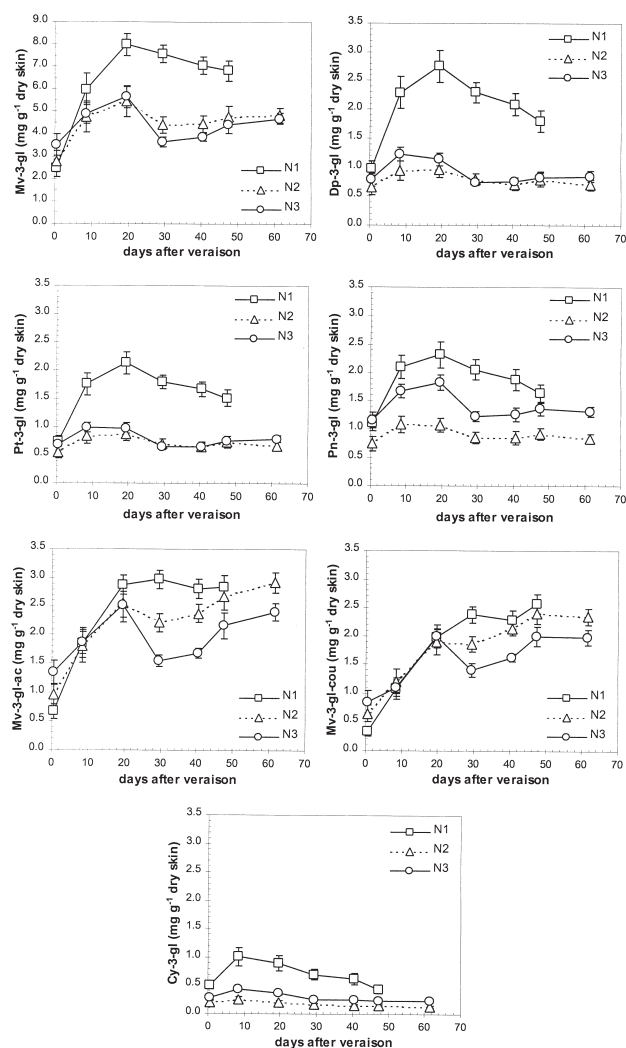 9.0
8.0
7.0
6.0
5.0
4.0
3.0
2.0
1.0
0.0
Mv-3-gl (mg g⁻¹ dry skin)
N1
N2
N3
0 10 20 30 40 50 60 70
days after veraison
3.5
3.0
2.5
2.0
1.5
1.0
0.5
0.0
Dp-3-gl (mg g⁻¹ dry skin)
N1
N2
N3
0 10 20 30 40 50 60 70
days after veraison
3.5
3.0
2.5
2.0
1.5
1.0
0.5
0.0
Pt-3-gl (mg g⁻¹ dry skin)
N1
N2
N3
0 10 20 30 40 50 60 70
days after veraison
3.5
3.0
2.5
2.0
1.5
1.0
0.5
0.0
Pn-3-gl (mg g⁻¹ dry skin)
N1
N2
N3
0 10 20 30 40 50 60 70
days after veraison
3.5
3.0
2.5
2.0
1.5
1.0
0.5
0.0
Mv-3-gl-ac (mg g⁻¹ dry skin)
N1
N2
N3
0 10 20 30 40 50 60 70
days after veraison
3.5
3.0
2.5
2.0
1.5
1.0
0.5
0.0
Mv-3-gl-cou (mg g⁻¹ dry skin)
N1
N2
N3
0 10 20 30 40 50 60 70
days after veraison
3.5
3.0
2.5
2.0
1.5
1.0
0.5
0.0
Cy-3-gl (mg g⁻¹ dry skin)
N1
N2
N3
0 10 20 30 40 50 60 70
days after veraison